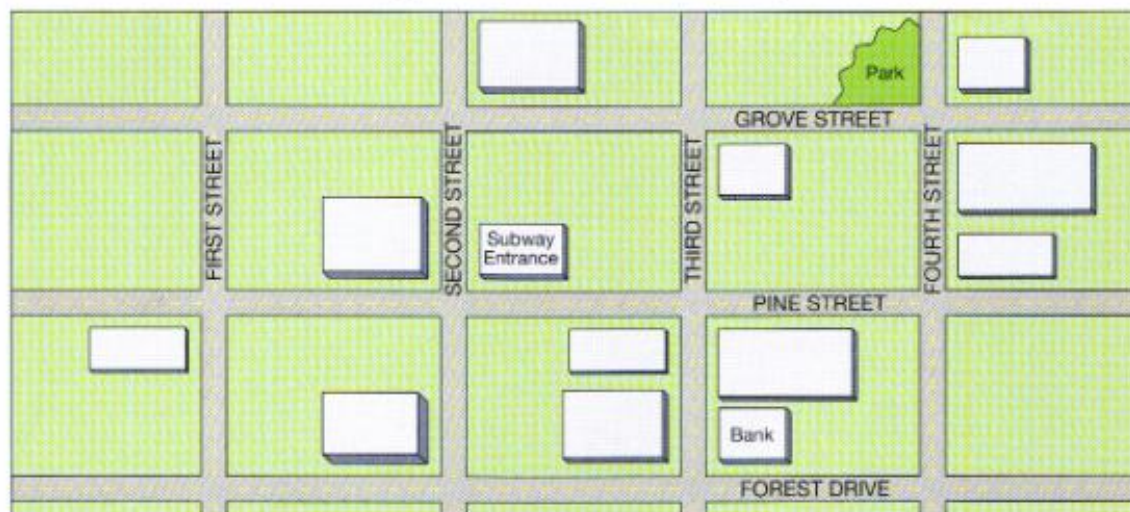 Park
GROVE STREET
FIRST STREET
SECOND STREET
THIRD STREET
FOURTH STREET
Subway
Entrance
PINE STREET
Bank
FOREST DRIVE